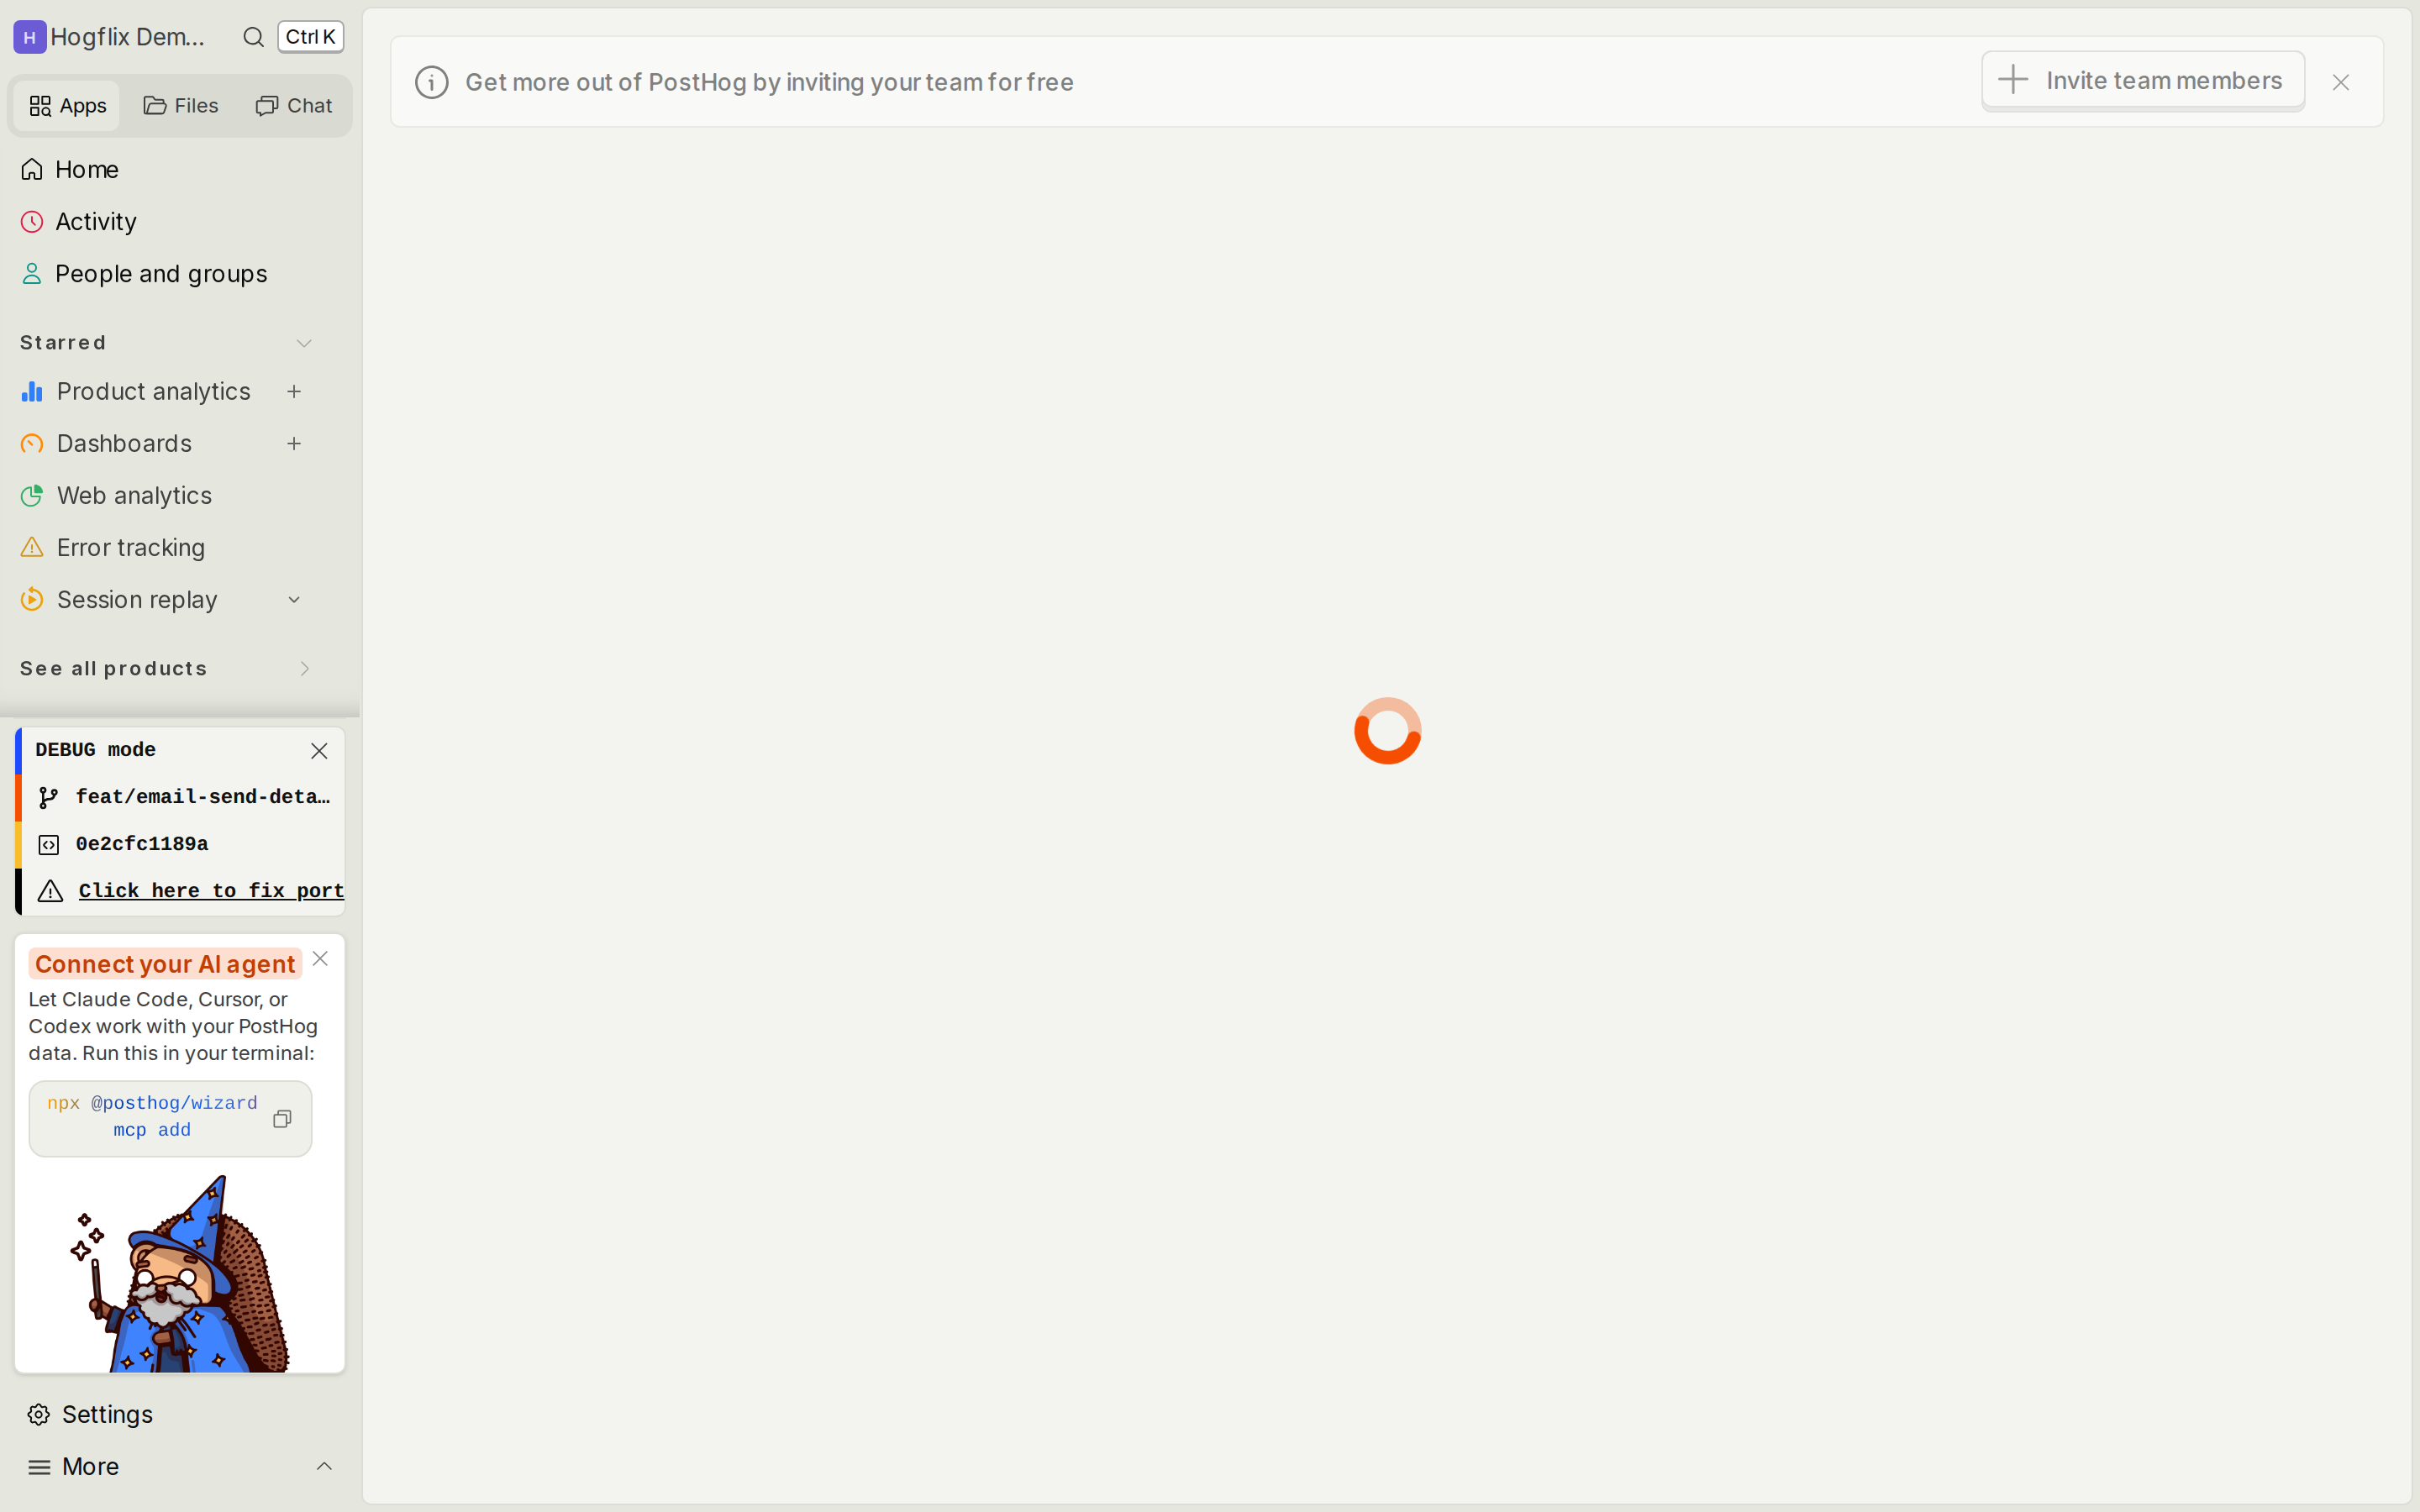 H Hogflix Dem... Ctrl K
Apps Files Chat
Home
Activity
People and groups
Starred
Product analytics
Dashboards
Web analytics
Error tracking
Session replay
See all products
DEBUG mode
feat/email-send-deta…
0e2cfc1189a
Click here to fix port
Connect your AI agent
Let Claude Code, Cursor, or
Codex work with your PostHog
data. Run this in your terminal:
npx @posthog/wizard
mcp add
Settings
More
Get more out of PostHog by inviting your team for free
Invite team members